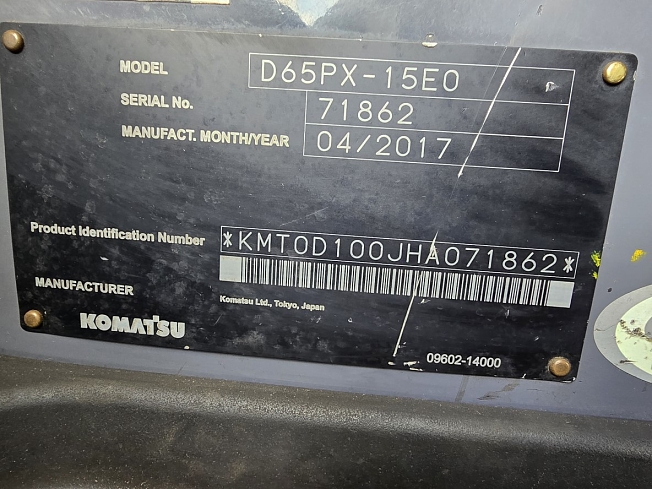 MODEL D65PX-15E0
SERIAL No. 71862
MANUFACT. MONTH/YEAR 04/2017
Product Identification Number *KMT0D100JHA071862*
MANUFACTURER
Komatsu Ltd., Tokyo, Japan
KOMATSU
09602-14000